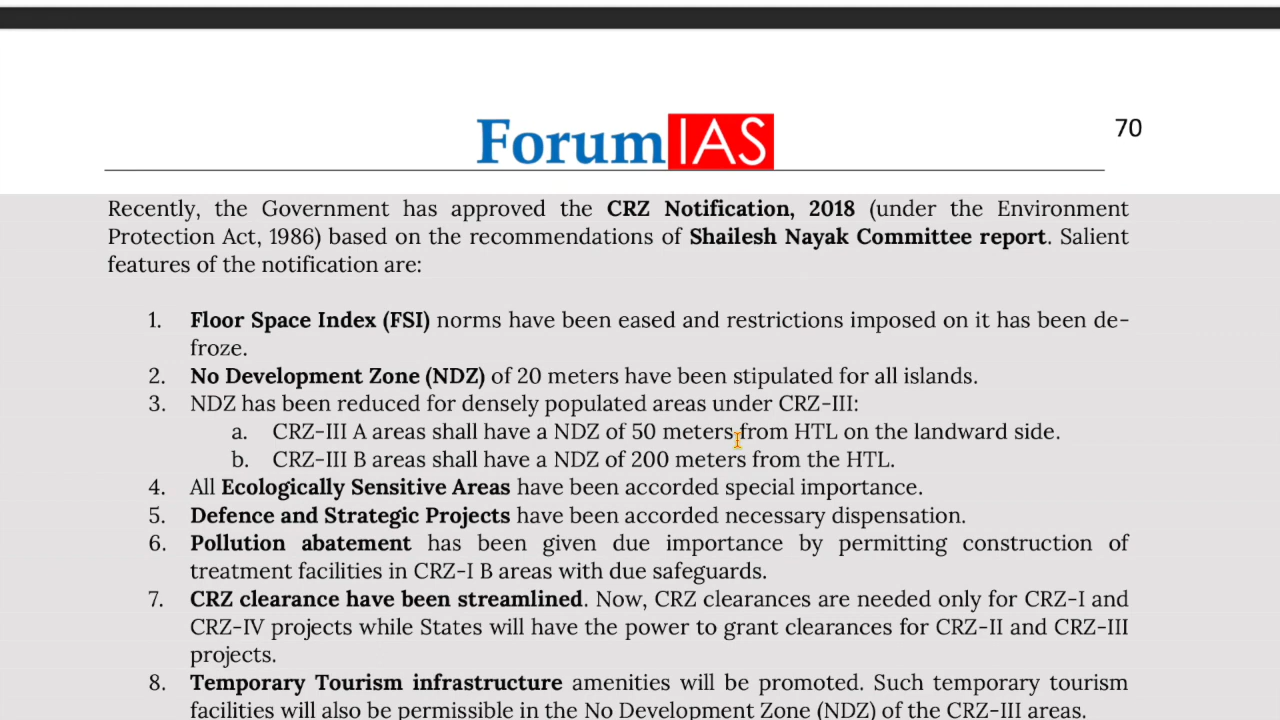 Forum IAS
70
Recently, the Government has approved the CRZ Notification, 2018 (under the Environment
Protection Act, 1986) based on the recommendations of Shailesh Nayak Committee report. Salient
features of the notification are:
1. Floor Space Index (FSI) norms have been eased and restrictions imposed on it has been de-
froze.
2. No Development Zone (NDZ) of 20 meters have been stipulated for all islands.
3. NDZ has been reduced for densely populated areas under CRZ-III:
a. CRZ-III A areas shall have a NDZ of 50 meters from HTL on the landward side.
b. CRZ-III B areas shall have a NDZ of 200 meters from the HTL.
4. All Ecologically Sensitive Areas have been accorded special importance.
5. Defence and Strategic Projects have been accorded necessary dispensation.
6. Pollution abatement has been given due importance by permitting construction of
treatment facilities in CRZ-I B areas with due safeguards.
7. CRZ clearance have been streamlined. Now, CRZ clearances are needed only for CRZ-I and
CRZ-IV projects while States will have the power to grant clearances for CRZ-II and CRZ-III
projects.
8. Temporary Tourism infrastructure amenities will be promoted. Such temporary tourism
facilities will also be permissible in the No Development Zone (NDZ) of the CRZ-III areas.